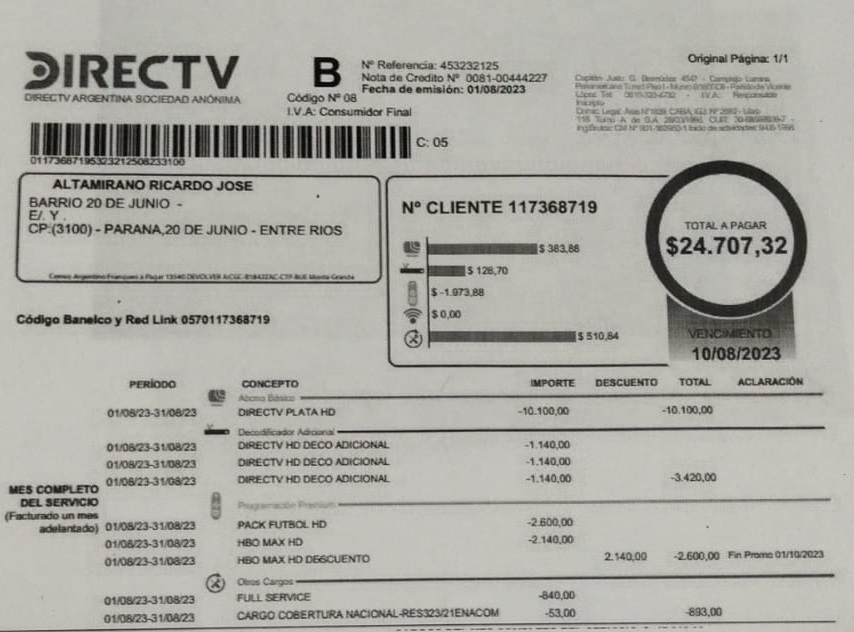 DIRECTV
DIRECTV ARGENTINA SOCIEDAD ANÓNIMA
B
Código Nº 08
I.V.A: Consumidor Final
Nº Referencia: 453232125
Nota de Credito Nº 0081-00444227
Fecha de emisión: 01/08/2023
Original Página: 1/1
C: 05
01173687195323212508233100
ALTAMIRANO RICARDO JOSE
BARRIO 20 DE JUNIO -
E/. Y .
CP:(3100) - PARANA,20 DE JUNIO - ENTRE RIOS
Código Banelco y Red Link 0570117368719
Nº CLIENTE 117368719
$ 383,88
$ 128,70
$ -1.973,88
$ 0,00
$ 510,64
TOTAL A PAGAR
$24.707,32
VENCIMIENTO
10/08/2023
PERÍODO CONCEPTO IMPORTE DESCUENTO TOTAL ACLARACIÓN
Abono Básico
01/08/23-31/08/23 DIRECTV PLATA HD -10.100,00 -10.100,00
Decodificador Adicional
01/08/23-31/08/23 DIRECTV HD DECO ADICIONAL -1.140,00
01/08/23-31/08/23 DIRECTV HD DECO ADICIONAL -1.140,00
01/08/23-31/08/23 DIRECTV HD DECO ADICIONAL -1.140,00 -3.420,00
MES COMPLETO
DEL SERVICIO
(Facturado un mes
adelantado)
Programación Premium
01/08/23-31/08/23 PACK FUTBOL HD -2.600,00
01/08/23-31/08/23 HBO MAX HD -2.140,00
01/08/23-31/08/23 HBO MAX HD DESCUENTO 2.140,00 -2.600,00 Fin Promo 01/10/2023
Otros Cargos
01/08/23-31/08/23 FULL SERVICE -840,00
01/08/23-31/08/23 CARGO COBERTURA NACIONAL-RES323/21ENACOM -53,00 -893,00